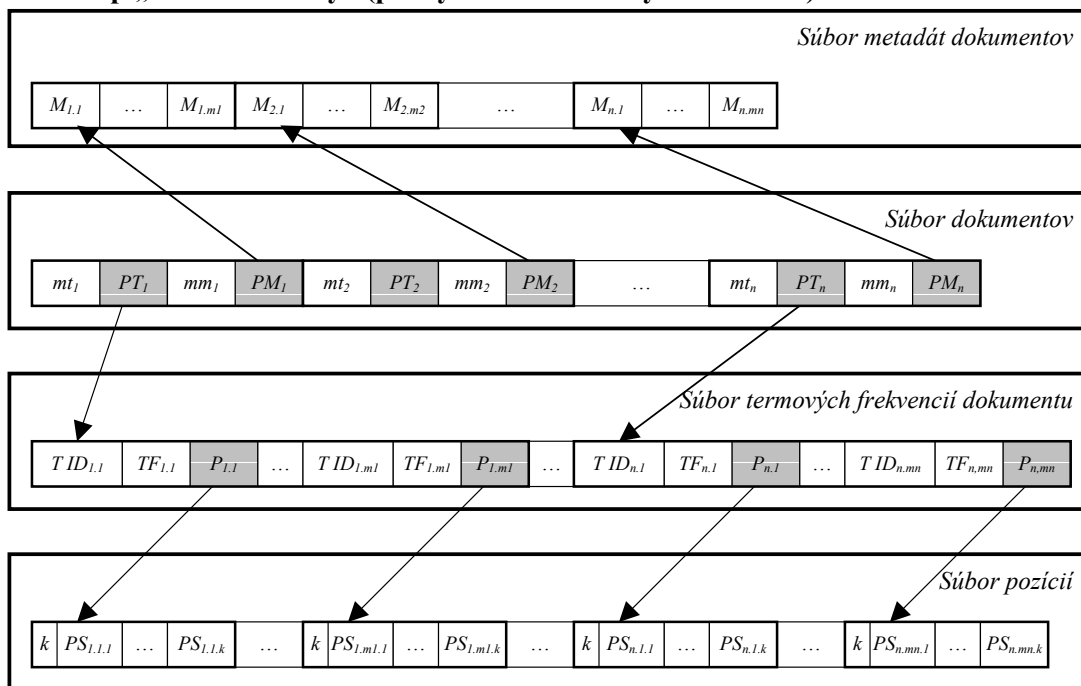 Súbor metadát dokumentov
M1.1 … M1.m1 M2.1 … M2.m2 … Mn.1 … Mn.mn
Súbor dokumentov
mt1 PT1 mm1 PM1 mt2 PT2 mm2 PM2 … mtn PTn mmn PMn
Súbor termových frekvencií dokumentu
T ID1.1 TF1.1 P1.1 … T ID1.m1 TF1.m1 P1.m1 … T IDn.1 TFn.1 Pn.1 … T IDn.mn TFn,mn Pn,mn
Súbor pozícií
k PS1.1.1 … PS1.1.k … k PS1.m1.1 … PS1.m1.k … k PSn.1.1 … PSn.1.k … k PSn.mn.1 … PSn.mn.k